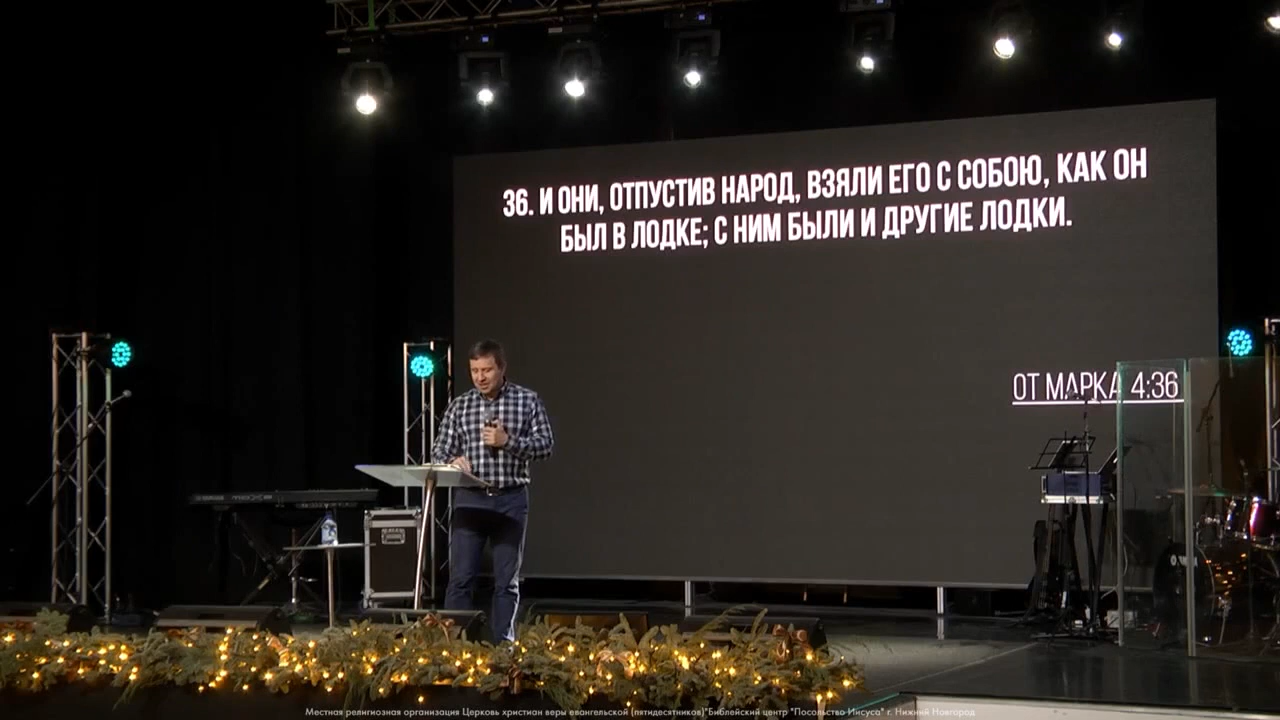 36. И ОНИ, ОТПУСТИВ НАРОД, ВЗЯЛИ ЕГО С СОБОЮ, КАК ОН
БЫЛ В ЛОДКЕ; С НИМ БЫЛИ И ДРУГИЕ ЛОДКИ.
ОТ МАРКА 4:36
Местная религиозная организация Церковь христиан веры евангельской (пятидесятников)"Библейский центр "Посольство Иисуса" г. Нижний Новгород